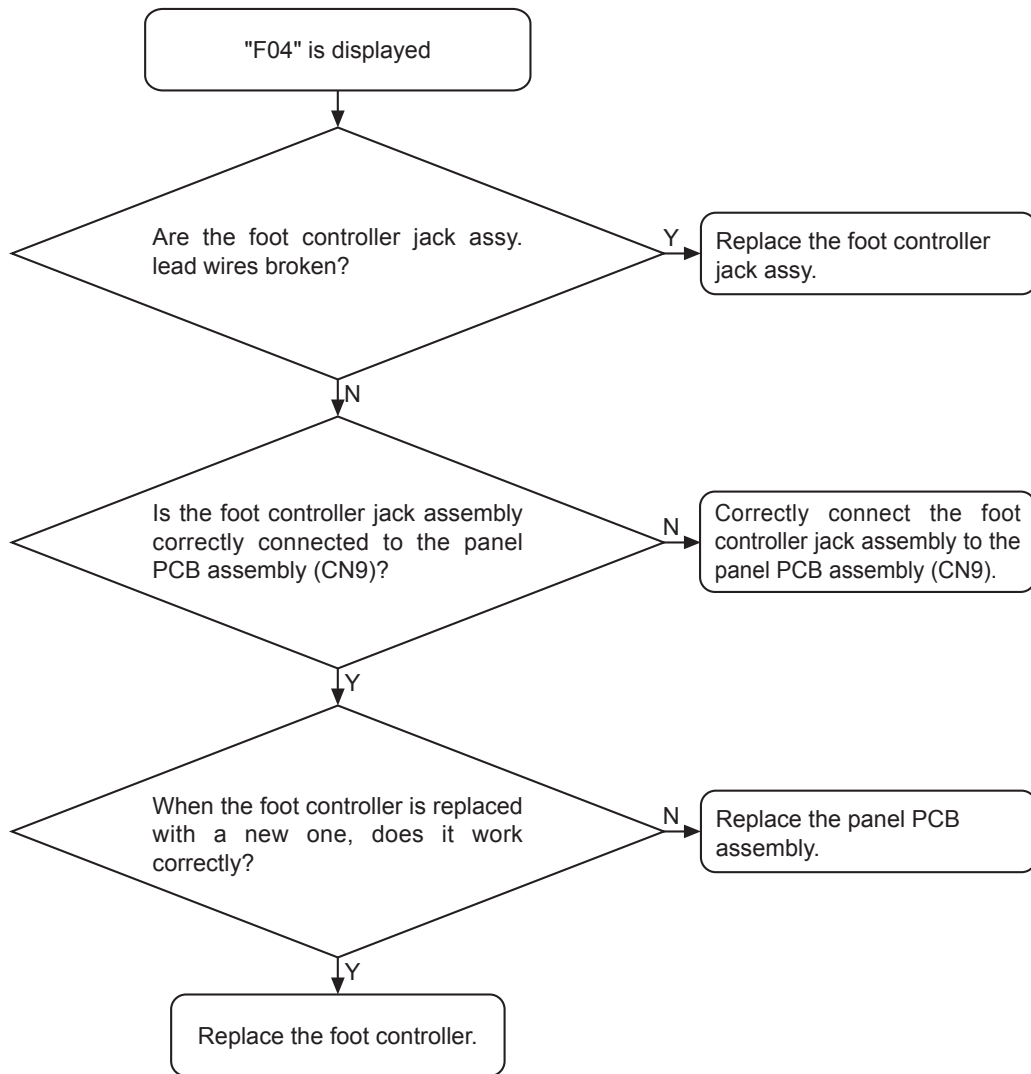 "F04" is displayed
Are the foot controller jack assy.
lead wires broken?
Y
Replace the foot controller
jack assy.
N
Is the foot controller jack assembly
correctly connected to the panel
PCB assembly (CN9)?
N
Correctly connect the foot
controller jack assembly to the
panel PCB assembly (CN9).
Y
When the foot controller is replaced
with a new one, does it work
correctly?
N
Replace the panel PCB
assembly.
Y
Replace the foot controller.